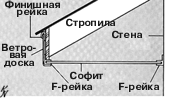 Финишная
рейка
Стропила
Стена
Ветро-
вая
доска
Софит
F-рейка
F-рейка